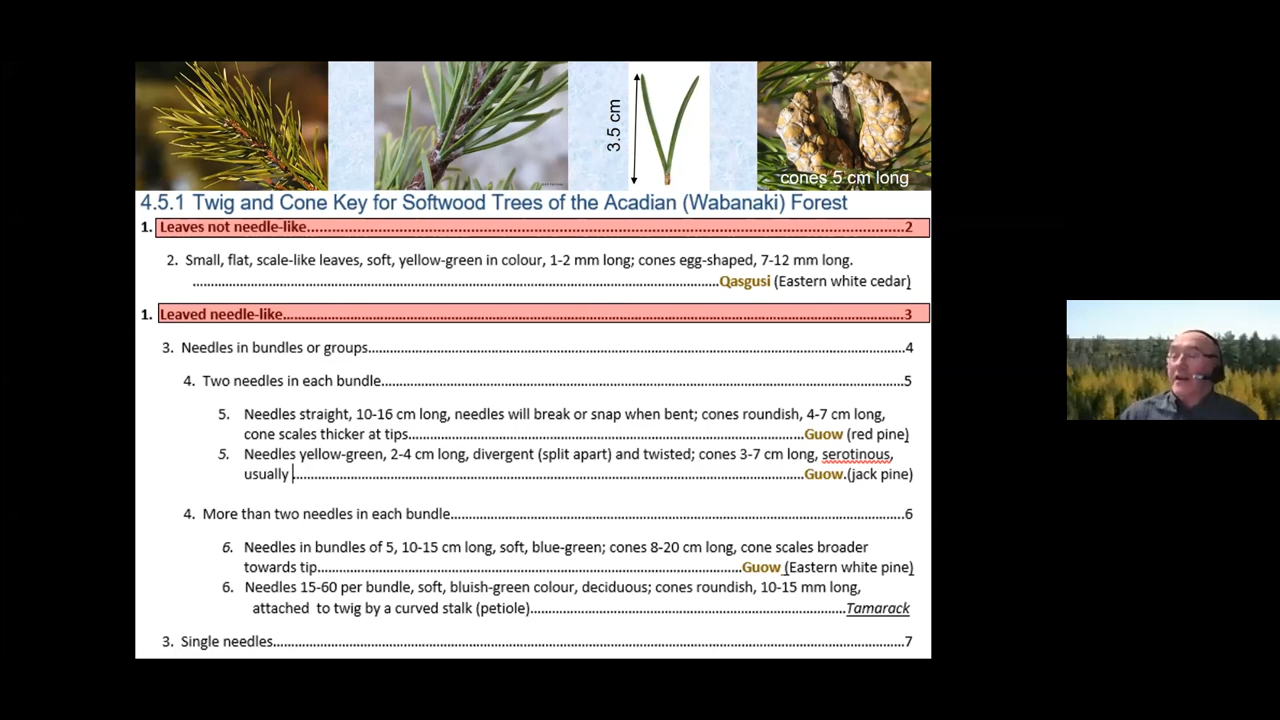 3.5 cm
cones 5 cm long
4.5.1 Twig and Cone Key for Softwood Trees of the Acadian (Wabanaki) Forest
1. Leaves not needle-like....................2
2. Small, flat, scale-like leaves, soft, yellow-green in colour, 1-2 mm long; cones egg-shaped, 7-12 mm long.
....................Qasgusi (Eastern white cedar)
1. Leaved needle-like....................3
3. Needles in bundles or groups....................4
4. Two needles in each bundle....................5
5. Needles straight, 10-16 cm long, needles will break or snap when bent; cones roundish, 4-7 cm long,
cone scales thicker at tips....................Guow (red pine)
5. Needles yellow-green, 2-4 cm long, divergent (split apart) and twisted; cones 3-7 cm long, serotinous,
usually ....................Guow.(jack pine)
4. More than two needles in each bundle....................6
6. Needles in bundles of 5, 10-15 cm long, soft, blue-green; cones 8-20 cm long, cone scales broader
towards tip....................Guow (Eastern white pine)
6. Needles 15-60 per bundle, soft, bluish-green colour, deciduous; cones roundish, 10-15 mm long,
attached to twig by a curved stalk (petiole)....................Tamarack
3. Single needles....................7